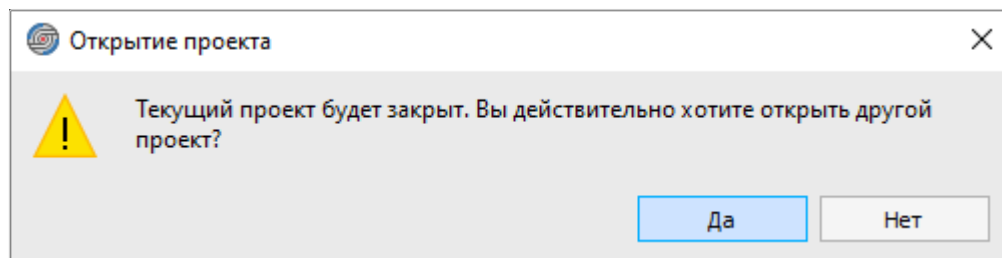 Открытие проекта
Текущий проект будет закрыт. Вы действительно хотите открыть другой
проект?
Да
Нет